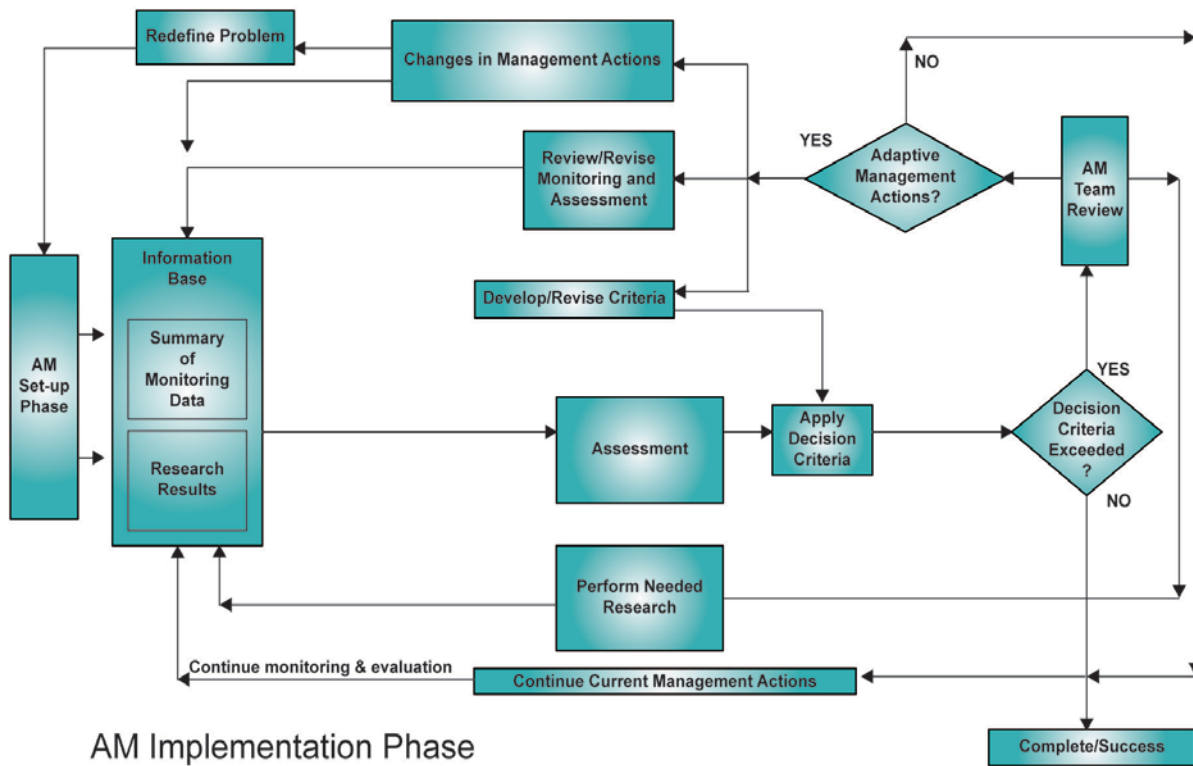 Redefine Problem
Changes in Management Actions
NO
YES
Review/Revise
Monitoring and
Assessment
Adaptive
Management
Actions?
AM
Team
Review
Information
Base
Develop/Revise Criteria
Summary
of
Monitoring
Data
AM
Set-up
Phase
YES
Apply
Decision
Criteria
Decision
Criteria
Exceeded
?
Assessment
Research
Results
NO
Perform Needed
Research
Continue monitoring & evaluation
Continue Current Management Actions
AM Implementation Phase
Complete/Success